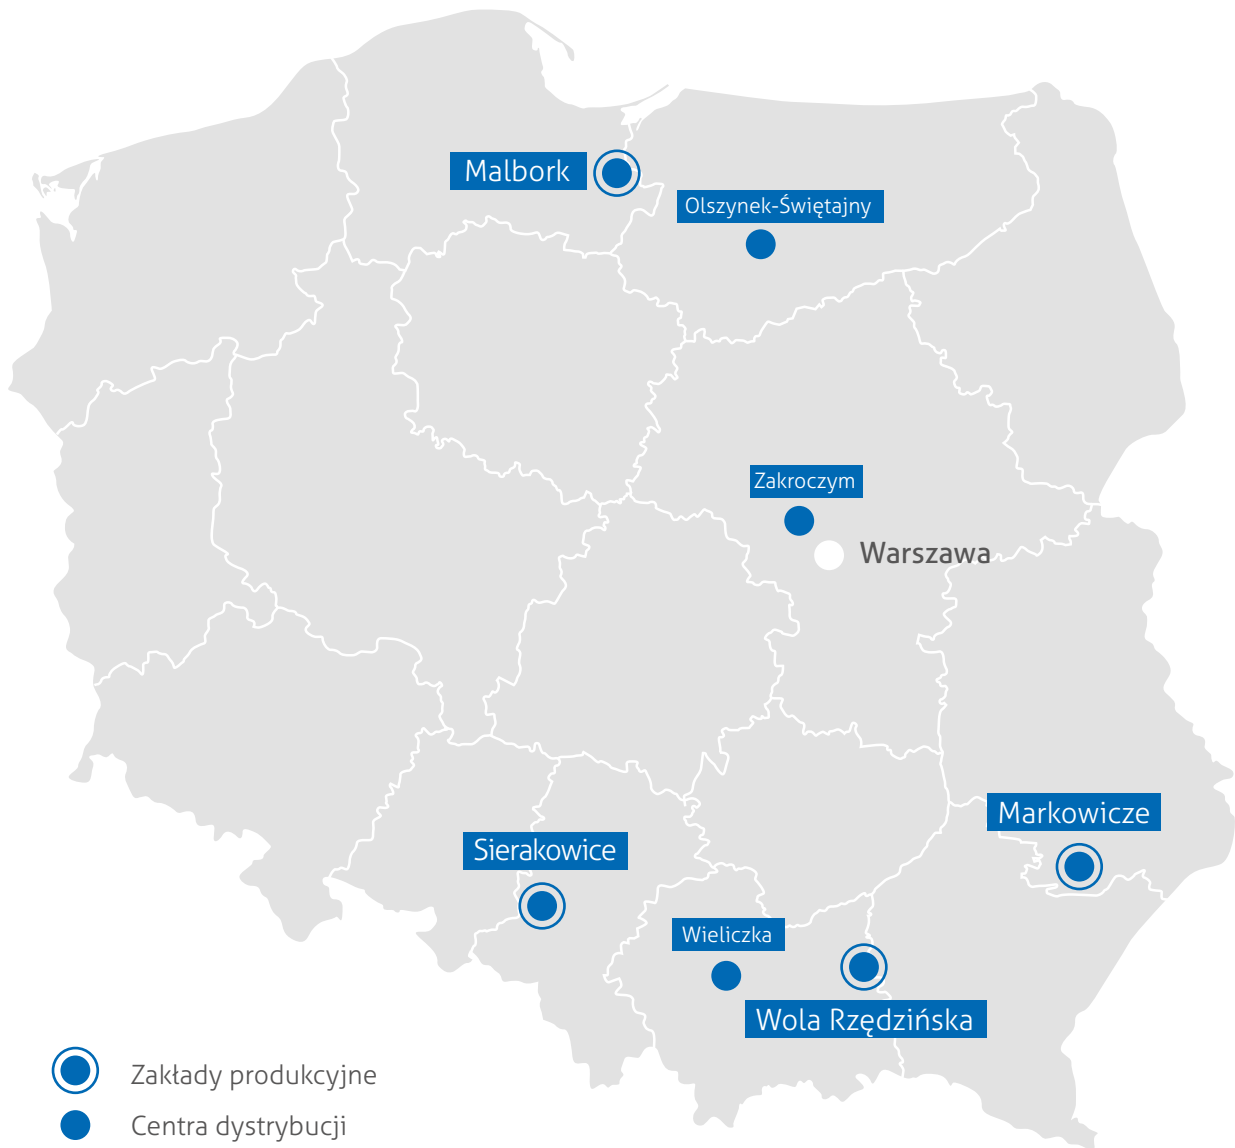 Malbork
Olszynek-Świętajny
Zakroczym
Warszawa
Markowicze
Sierakowice
Wieliczka
Wola Rzędzińska
Zakłady produkcyjne
Centra dystrybucji